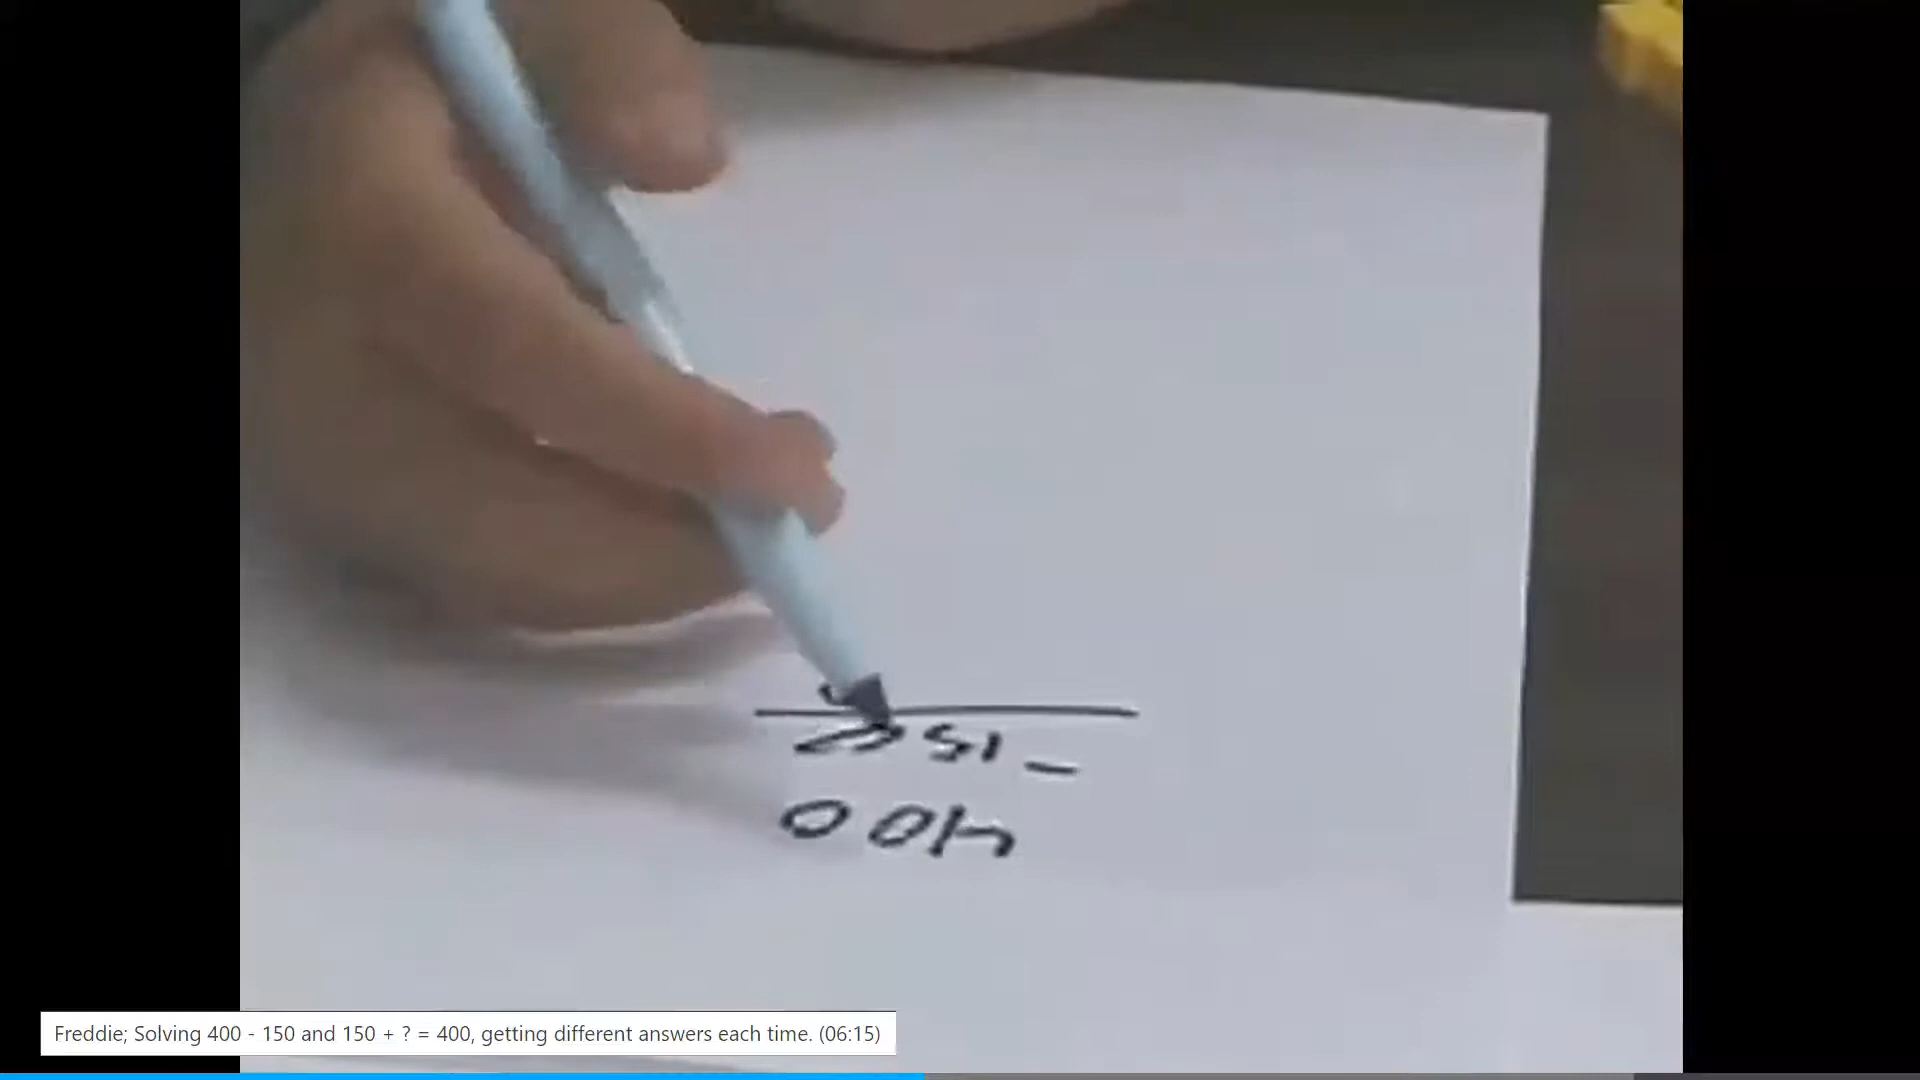 400
- 150
Freddie; Solving 400 - 150 and 150 + ? = 400, getting different answers each time. (06:15)